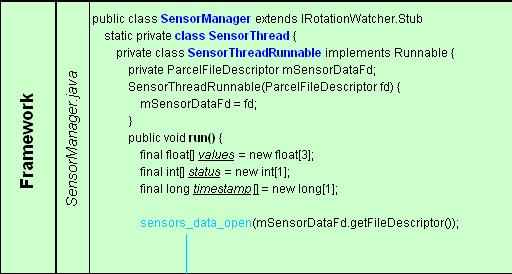 Framework
SensorManager.java
public class SensorManager extends IRotationWatcher.Stub
static private class SensorThread {
private class SensorThreadRunnable implements Runnable {
private ParcelFileDescriptor mSensorDataFd;
SensorThreadRunnable(ParcelFileDescriptor fd) {
mSensorDataFd = fd;
}
public void run() {
final float[] values = new float[3];
final int[] status = new int[1];
final long timestamp[] = new long[1];
sensors_data_open(mSensorDataFd.getFileDescriptor());